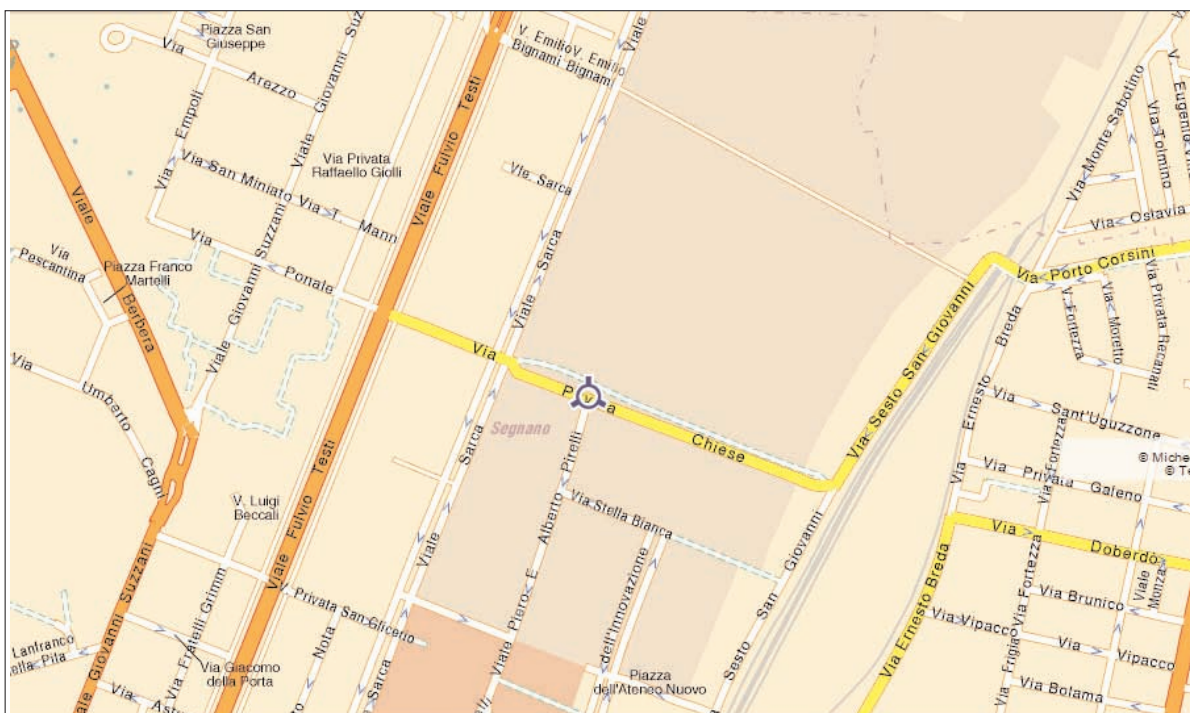 Piazza San
Giuseppe
Via
Arezzo
Via Empoli
Viale Giovanni
V. Emilio V. Emilio
Bignami Bignami
Viale
Viale Fulvio Testi
Via Privata
Raffaello Giolli
Via San Miniato Via T. Mann
Vle. Sarca
Viale Sarca
Via Monte Sabotino
Via Tolmino
V. Eugenio
Via Oslavia
Via Porto Corsini
Viale
Berbera
Via
Pescantina
Piazza Franco
Martelli
Via Ponale
Viale Giovanni Suzzani
Via
Chiese
Segnano
Via Sesto San Giovanni
Via Ernesto Breda
V. Fortezza
Via Moretto
Via Privata Recanati
Via
Umberto
Cagni
Via Sant'Uguzzone
© Miche
© Te
Via Privata Galeno
Via Fortezza
V. Luigi
Beccali
Viale Fulvio Testi
Viale Sarca
Viale Piero E Alberto Pirelli
Via Stella Bianca
Sesto San Giovanni
Via Doberdò
Via Ernesto Breda
Via Fortezza
Via Brunico
Viale
Monza
Via Vipacco
Via Vipacco
Via Frigia
Via Bolama
V. Privata San Glicerio
Via Fratelli Grimm
Viale Giovanni Suzzani
Lanfranco
ella Pila
Via Giacomo
della Porta
Via
Nota
Sarca
dell'Innovazione
Piazza
dell'Ateneo Nuovo